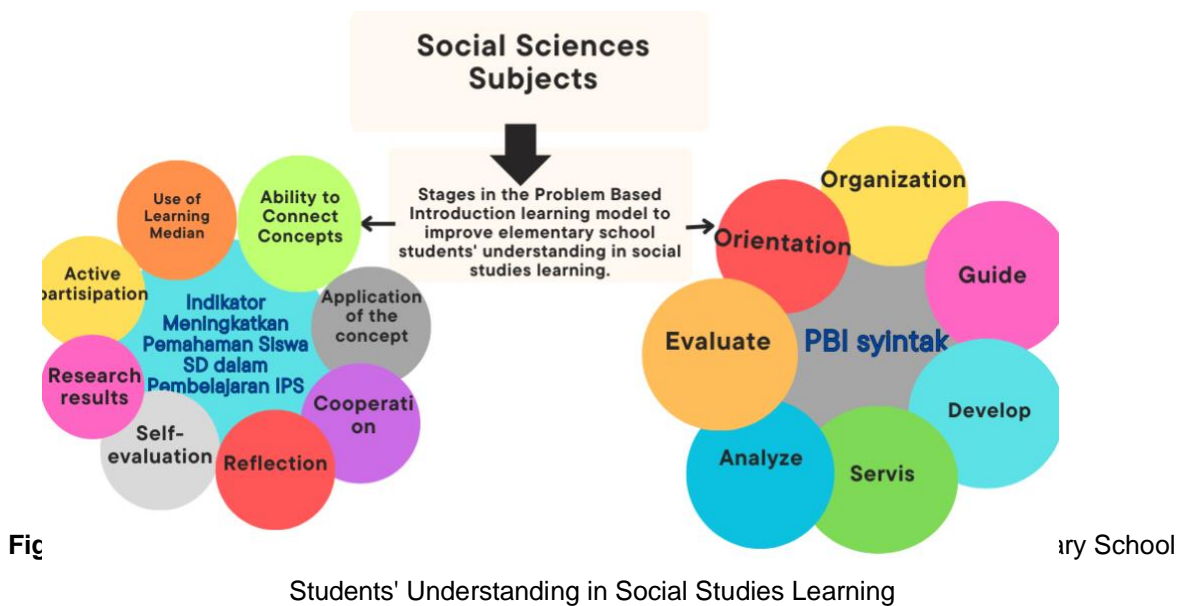 Social Sciences
Subjects
Stages in the Problem Based
Introduction learning model to
improve elementary school
students' understanding in social
studies learning.
Use of
Learning
Median
Ability to
Connect
Concepts
Active
partisipation
Application
of the
concept
Research
results
Cooperati
on
Self-
evaluation
Reflection
Indikator
Meningkatkan
Pemahaman Siswa
SD dalam
Pembelajaran IPS
Organization
Orientation
Guide
Evaluate
PBI syintak
Develop
Analyze
Servis
School
Students' Understanding in Social Studies Learning